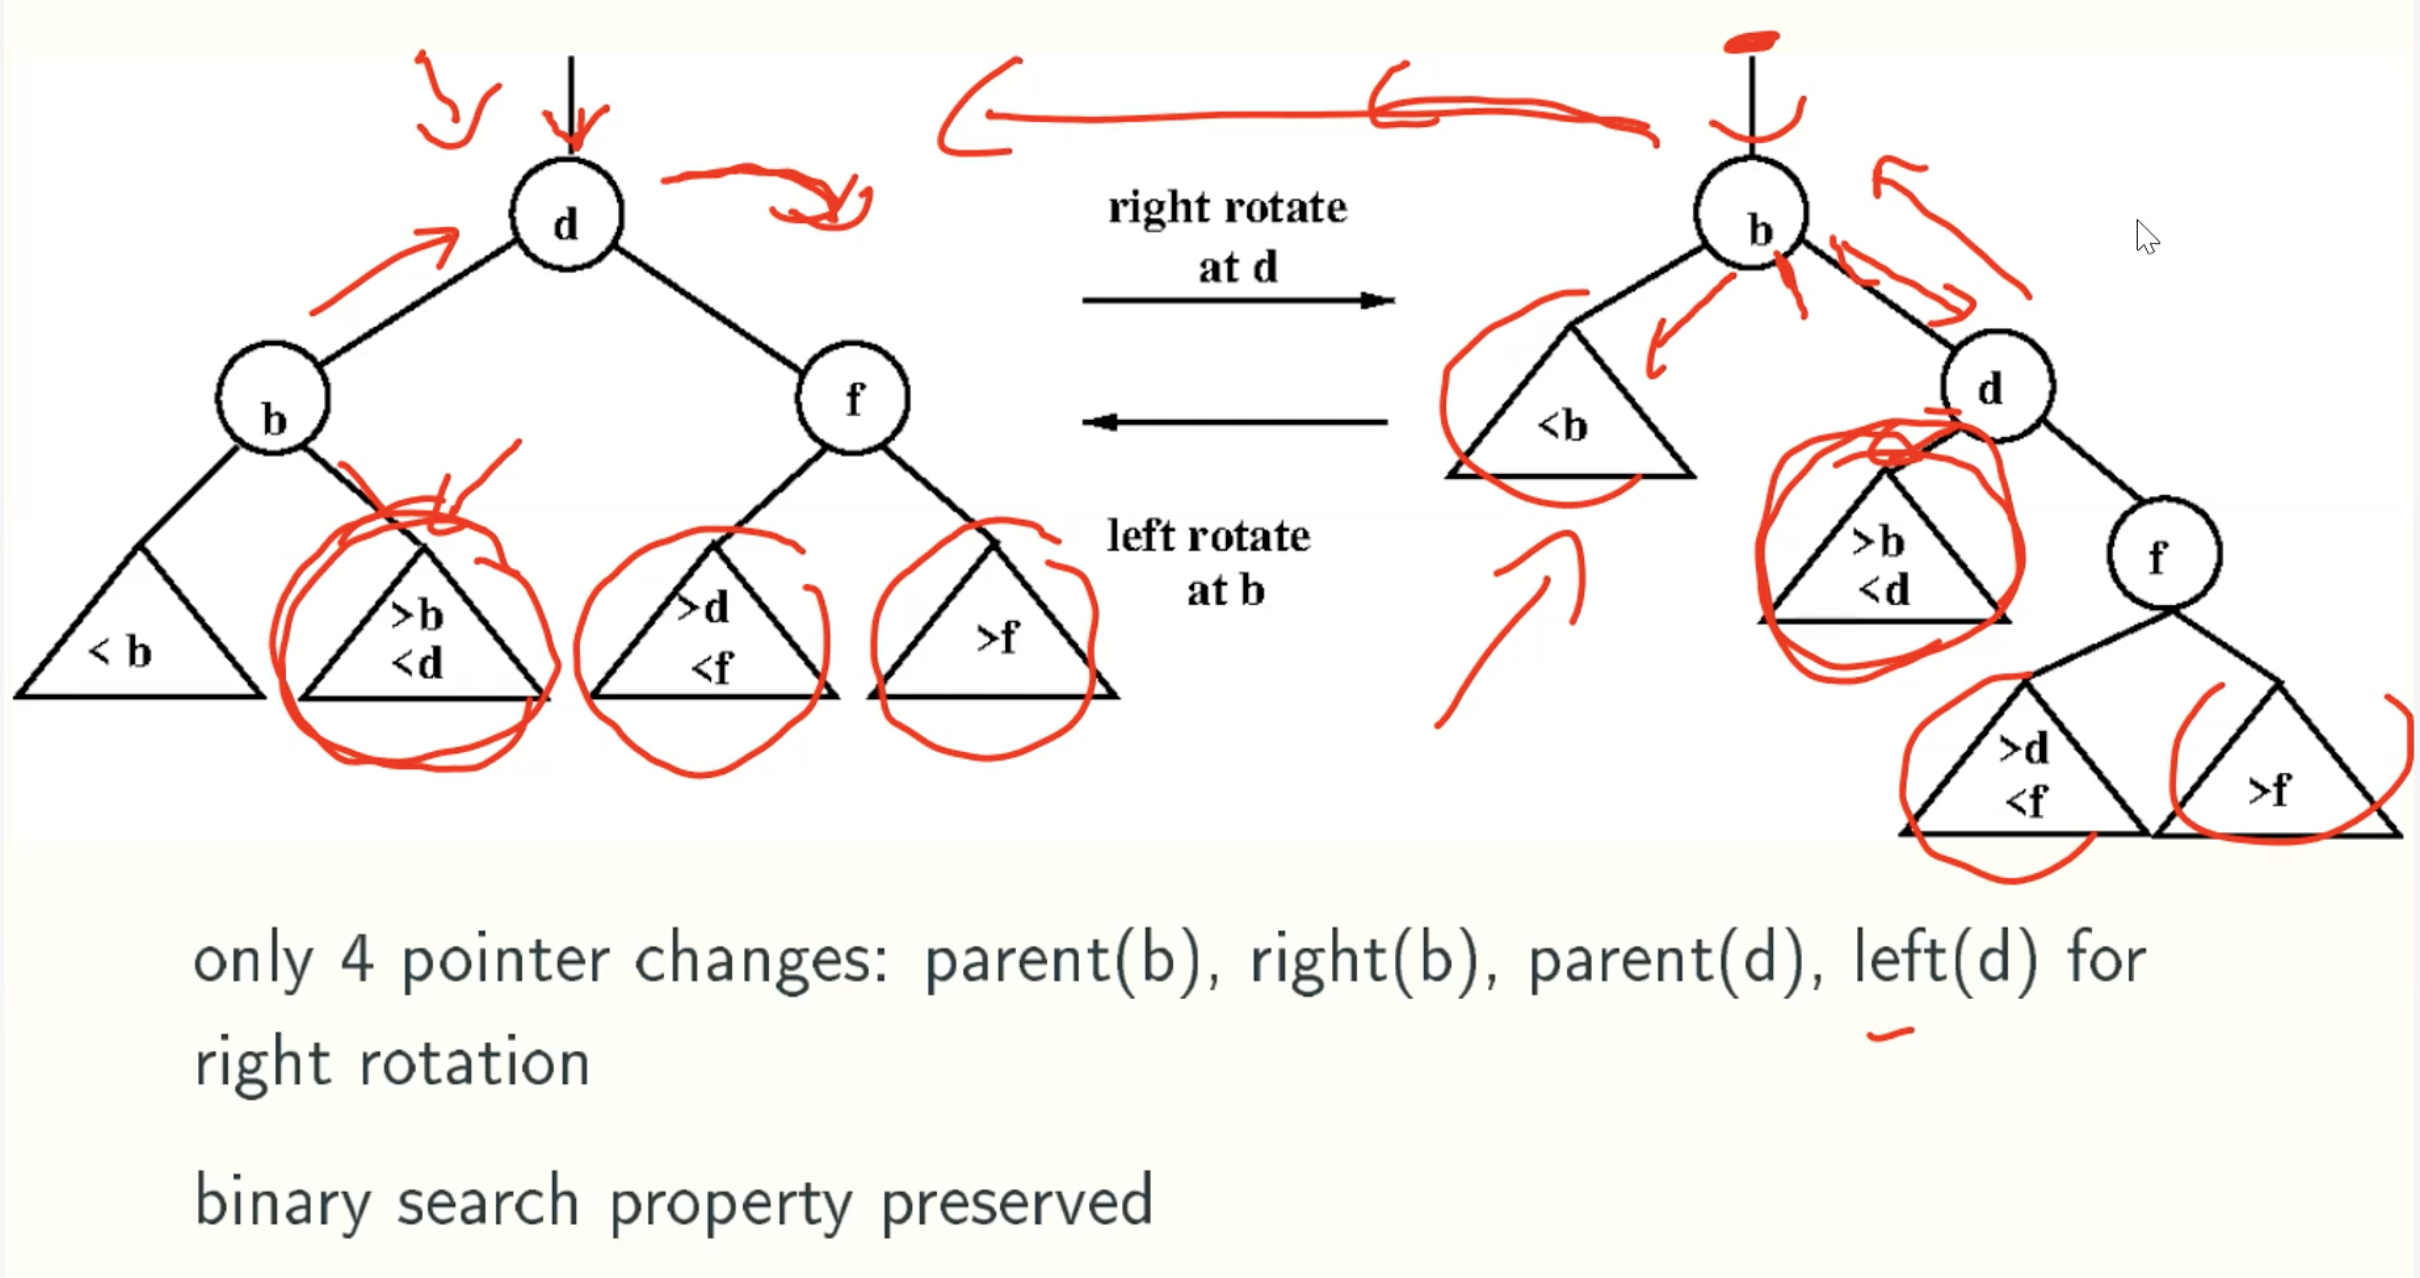 d
b
f
< b
>b
<d
>d
<f
>f
right rotate
at d
left rotate
at b
b
<b
d
>b
<d
f
>d
<f
>f
only 4 pointer changes: parent(b), right(b), parent(d), left(d) for
right rotation
binary search property preserved